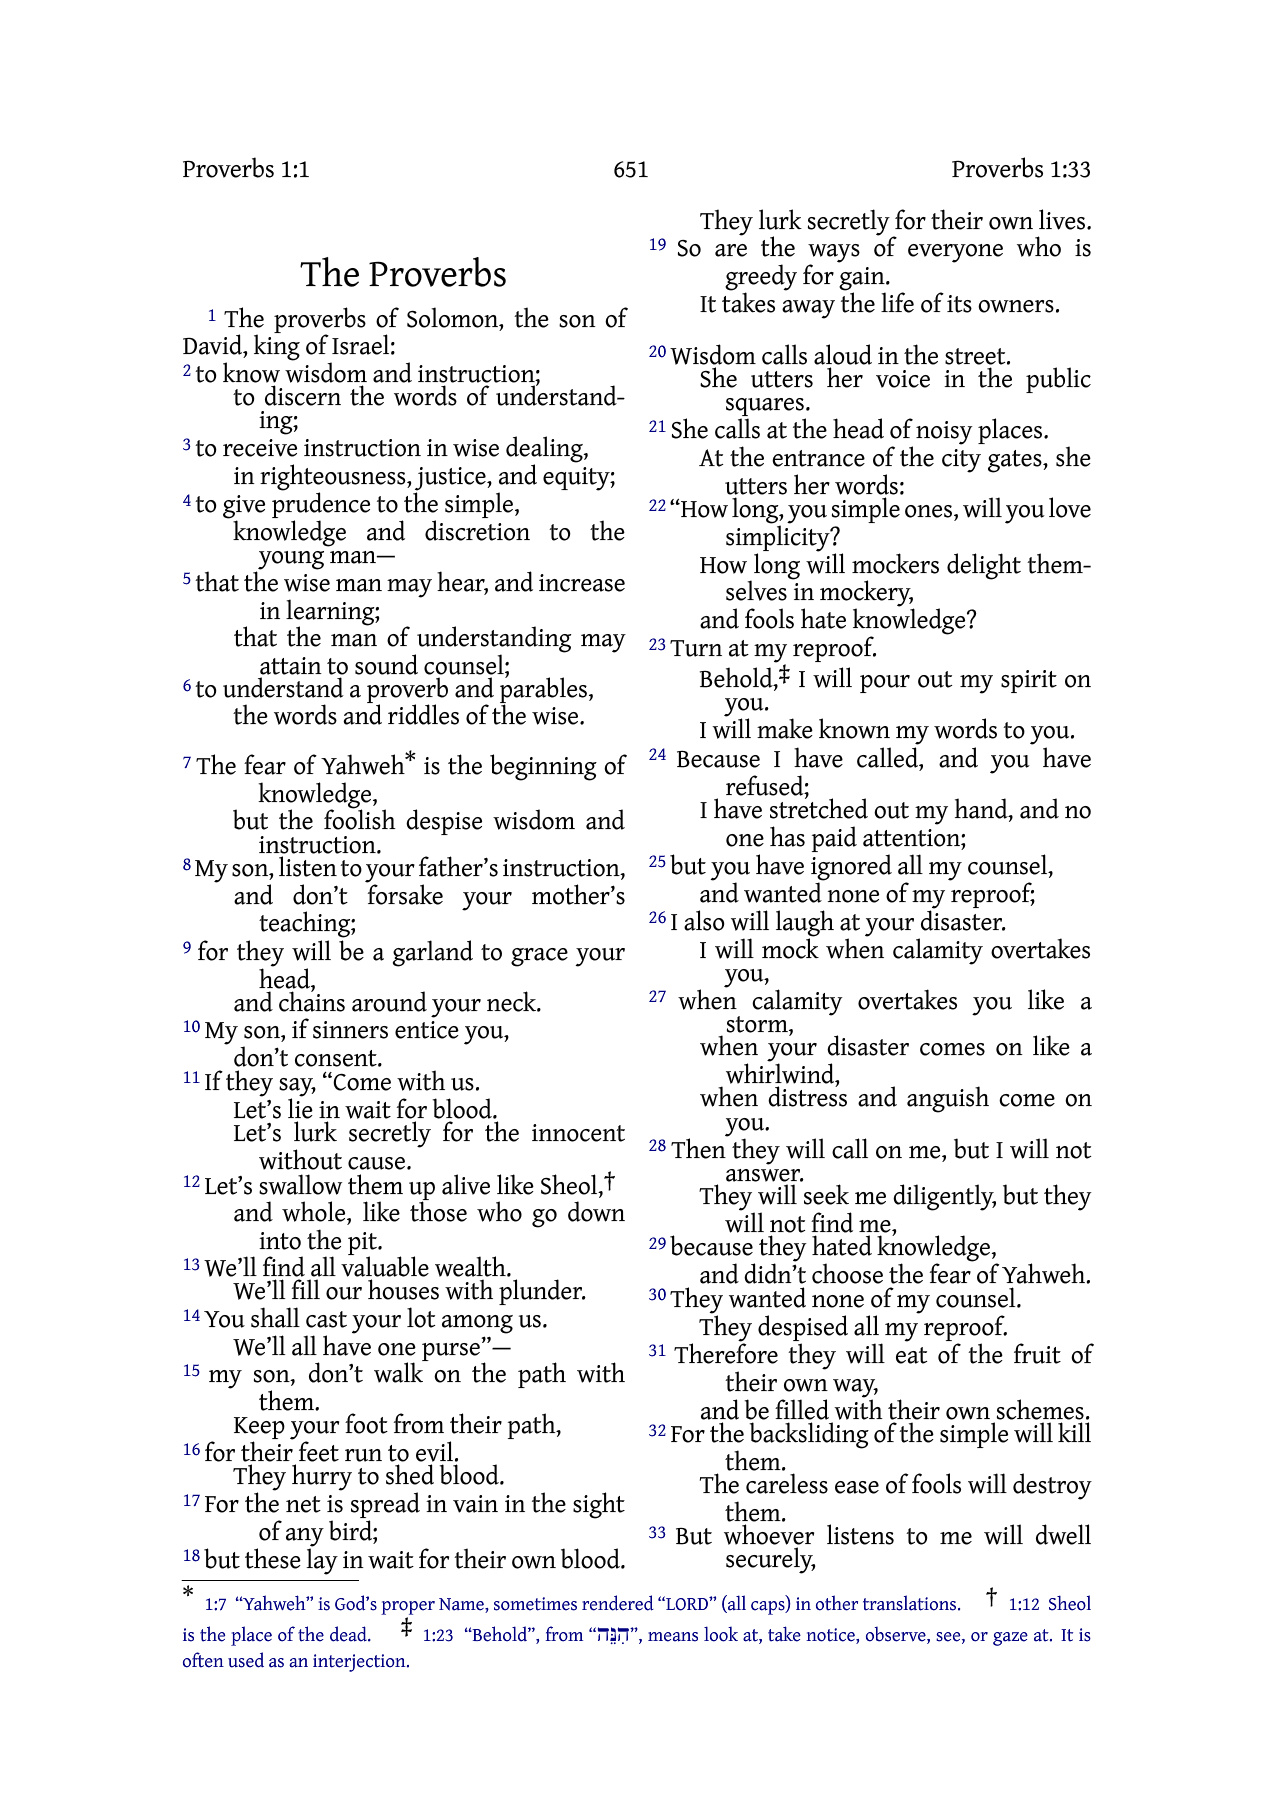 Proverbs 1:1 651 Proverbs 1:33
The Proverbs
1 The proverbs of Solomon, the son of
David, king of Israel:
2 to know wisdom and instruction;
to discern the words of understand-
ing;
3 to receive instruction in wise dealing,
in righteousness, justice, and equity;
4 to give prudence to the simple,
knowledge and discretion to the
young man—
5 that the wise man may hear, and increase
in learning;
that the man of understanding may
attain to sound counsel;
6 to understand a proverb and parables,
the words and riddles of the wise.
7 The fear of Yahweh* is the beginning of
knowledge,
but the foolish despise wisdom and
instruction.
8 My son, listen to your father’s instruction,
and don’t forsake your mother’s
teaching;
9 for they will be a garland to grace your
head,
and chains around your neck.
10 My son, if sinners entice you,
don’t consent.
11 If they say, “Come with us.
Let’s lie in wait for blood.
Let’s lurk secretly for the innocent
without cause.
12 Let’s swallow them up alive like Sheol,†
and whole, like those who go down
into the pit.
13 We’ll find all valuable wealth.
We’ll fill our houses with plunder.
14 You shall cast your lot among us.
We’ll all have one purse”—
15 my son, don’t walk on the path with
them.
Keep your foot from their path,
16 for their feet run to evil.
They hurry to shed blood.
17 For the net is spread in vain in the sight
of any bird;
18 but these lay in wait for their own blood.
They lurk secretly for their own lives.
19 So are the ways of everyone who is
greedy for gain.
It takes away the life of its owners.
20 Wisdom calls aloud in the street.
She utters her voice in the public
squares.
21 She calls at the head of noisy places.
At the entrance of the city gates, she
utters her words:
22 “How long, you simple ones, will you love
simplicity?
How long will mockers delight them-
selves in mockery,
and fools hate knowledge?
23 Turn at my reproof.
Behold,‡ I will pour out my spirit on
you.
I will make known my words to you.
24 Because I have called, and you have
refused;
I have stretched out my hand, and no
one has paid attention;
25 but you have ignored all my counsel,
and wanted none of my reproof;
26 I also will laugh at your disaster.
I will mock when calamity overtakes
you,
27 when calamity overtakes you like a
storm,
when your disaster comes on like a
whirlwind,
when distress and anguish come on
you.
28 Then they will call on me, but I will not
answer.
They will seek me diligently, but they
will not find me,
29 because they hated knowledge,
and didn’t choose the fear of Yahweh.
30 They wanted none of my counsel.
They despised all my reproof.
31 Therefore they will eat of the fruit of
their own way,
and be filled with their own schemes.
32 For the backsliding of the simple will kill
them.
The careless ease of fools will destroy
them.
33 But whoever listens to me will dwell
securely,
* 1:7 “Yahweh” is God’s proper Name, sometimes rendered “LORD” (all caps) in other translations. † 1:12 Sheol
is the place of the dead. ‡ 1:23 “Behold”, from “הִנֵּה”, means look at, take notice, observe, see, or gaze at. It is
often used as an interjection.